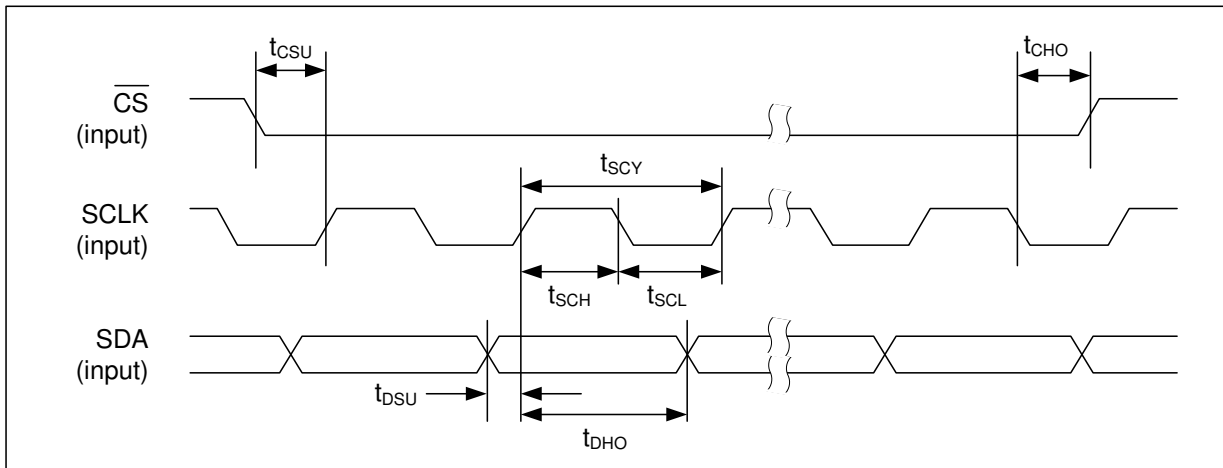 tCSU
tCHO
CS
(input)
tSCY
SCLK
(input)
tSCH
tSCL
SDA
(input)
tDSU
tDHO